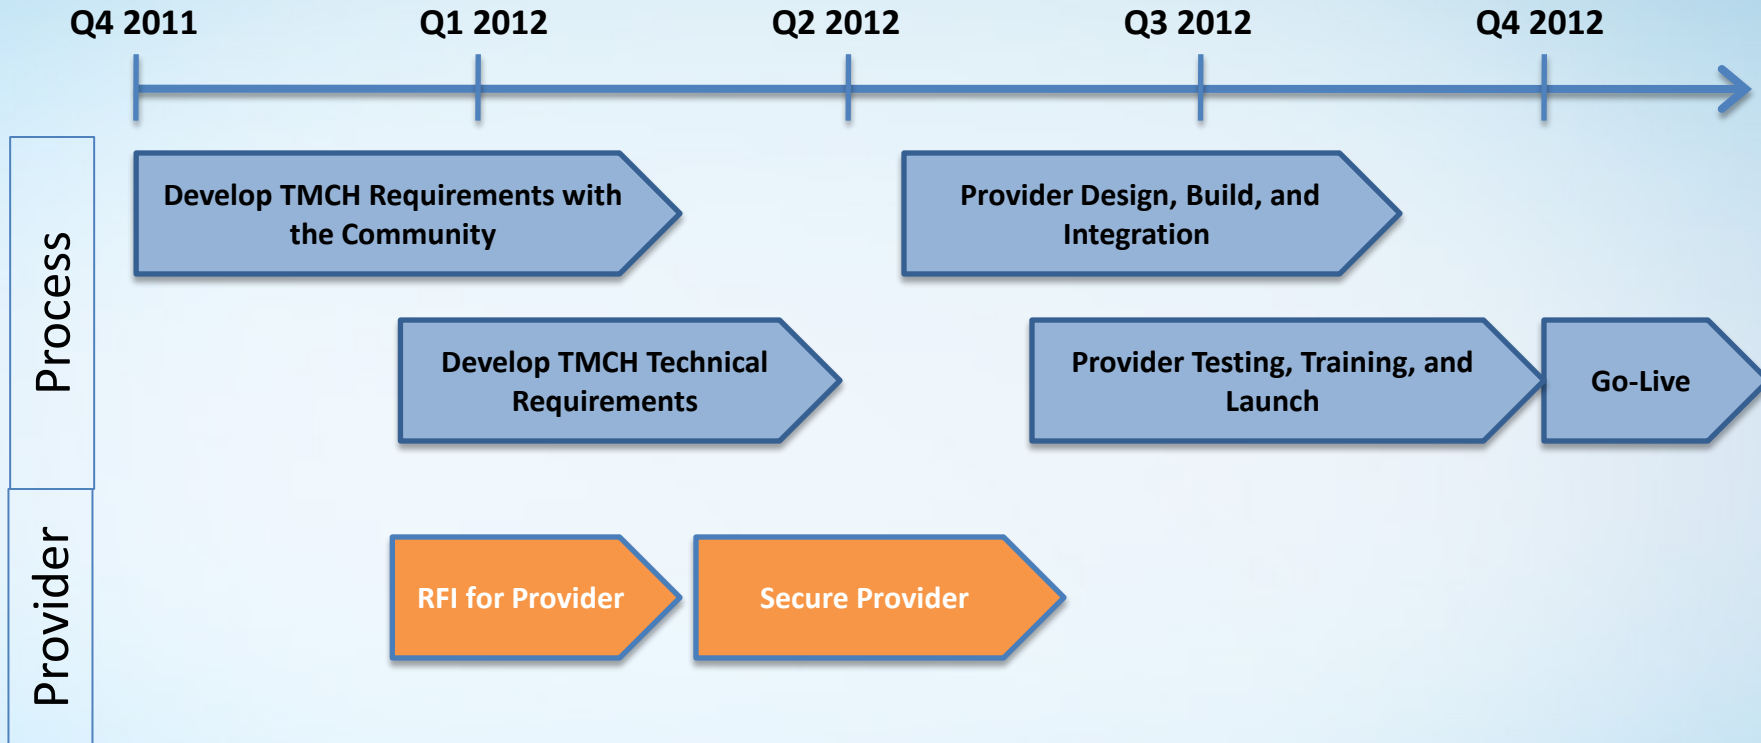 Q4 2011
Q1 2012
Q2 2012
Q3 2012
Q4 2012
Process
Develop TMCH Requirements with
the Community
Provider Design, Build, and
Integration
Develop TMCH Technical
Requirements
Provider Testing, Training, and
Launch
Go-Live
Provider
RFI for Provider
Secure Provider